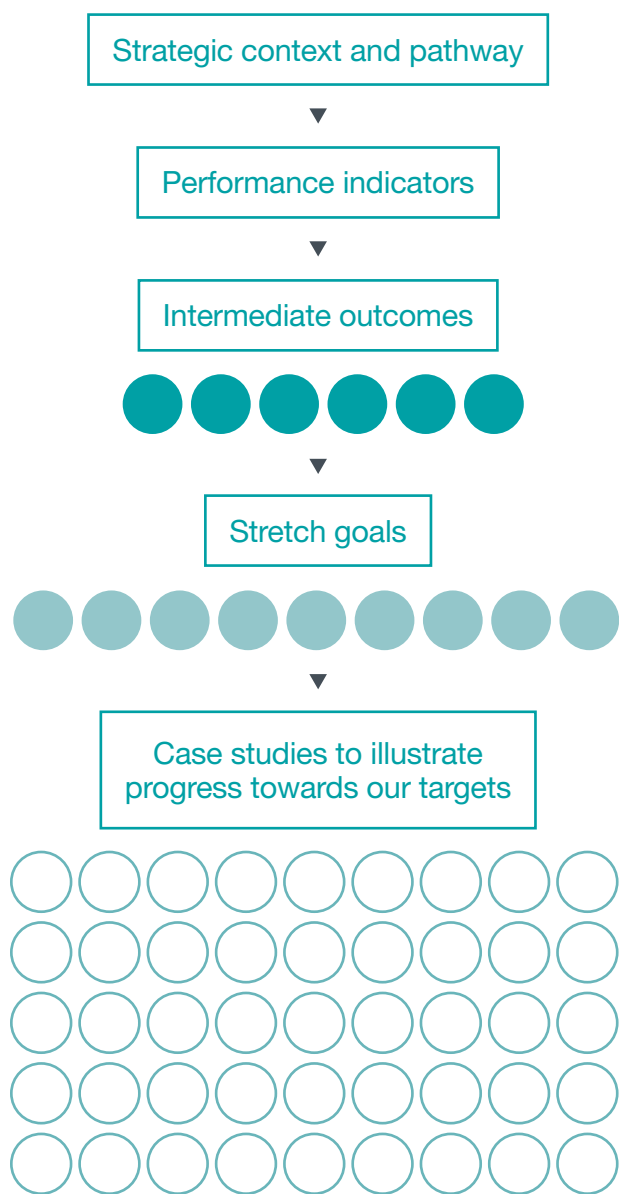 Strategic context and pathway
Performance indicators
Intermediate outcomes
Stretch goals
Case studies to illustrate
progress towards our targets